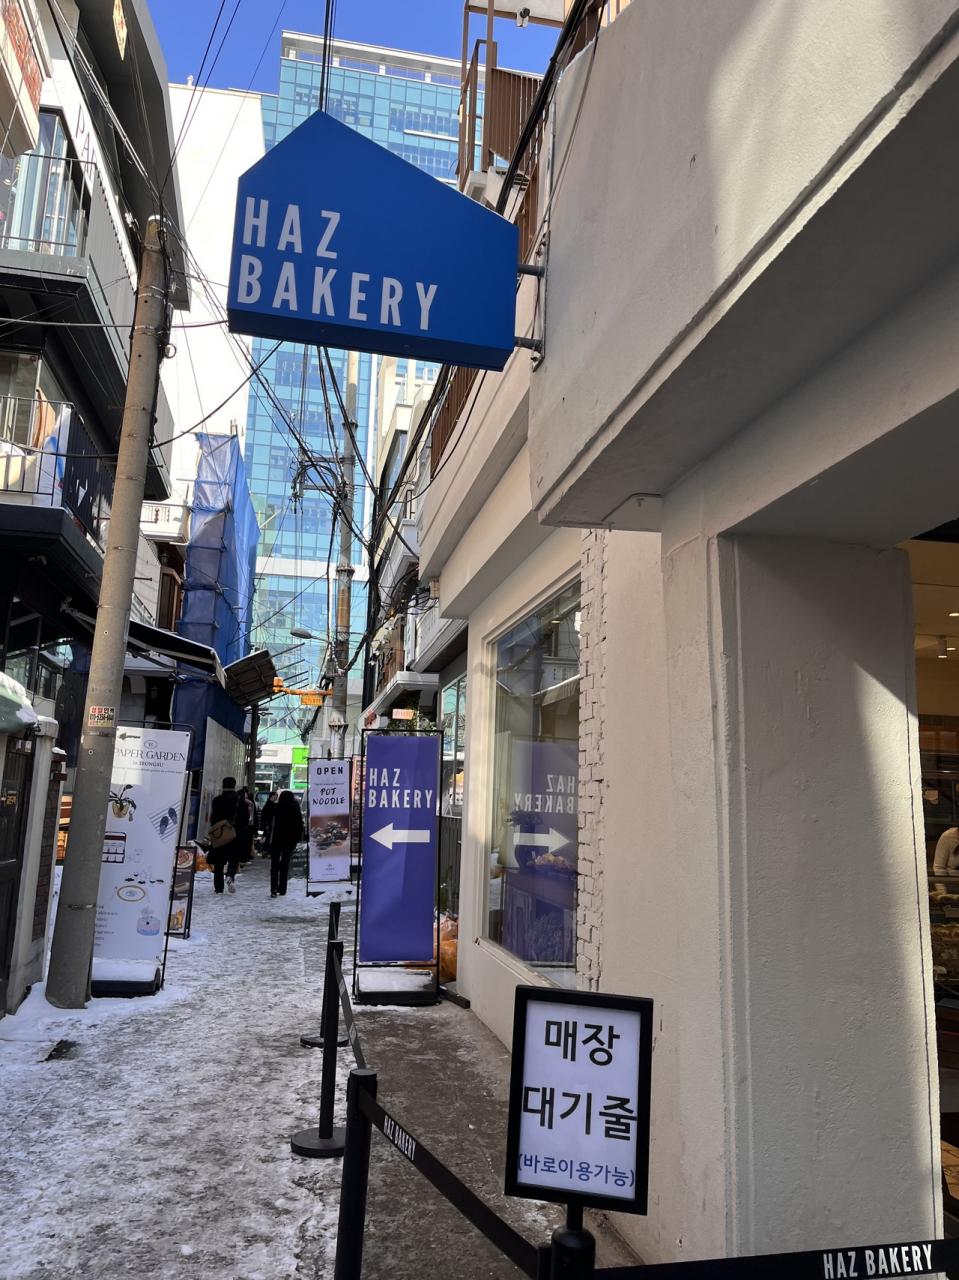 HAZ
BAKERY
PAPER GARDEN
OPEN
POT
NOODLE
HAZ
BAKERY
HAZ
BAKERY
매장
대기줄
(바로이용가능)
HAZ BAKERY
HAZ BAKERY